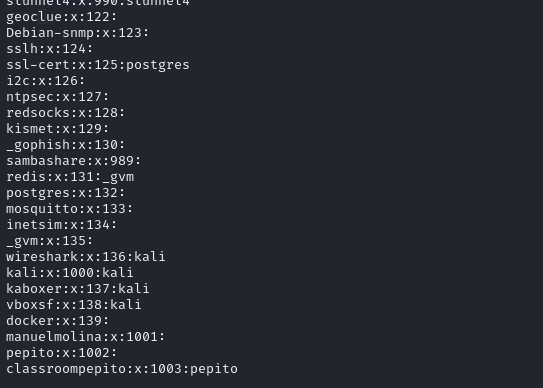 stunnel4:x:990:stunnel4
geoclue:x:122:
Debian-snmp:x:123:
sslh:x:124:
ssl-cert:x:125:postgres
i2c:x:126:
ntpsec:x:127:
redsocks:x:128:
kismet:x:129:
_gophish:x:130:
sambashare:x:989:
redis:x:131:_gvm
postgres:x:132:
mosquitto:x:133:
inetsim:x:134:
_gvm:x:135:
wireshark:x:136:kali
kali:x:1000:kali
kaboxer:x:137:kali
vboxsf:x:138:kali
docker:x:139:
manuelmolina:x:1001:
pepito:x:1002:
classroompepito:x:1003:pepito